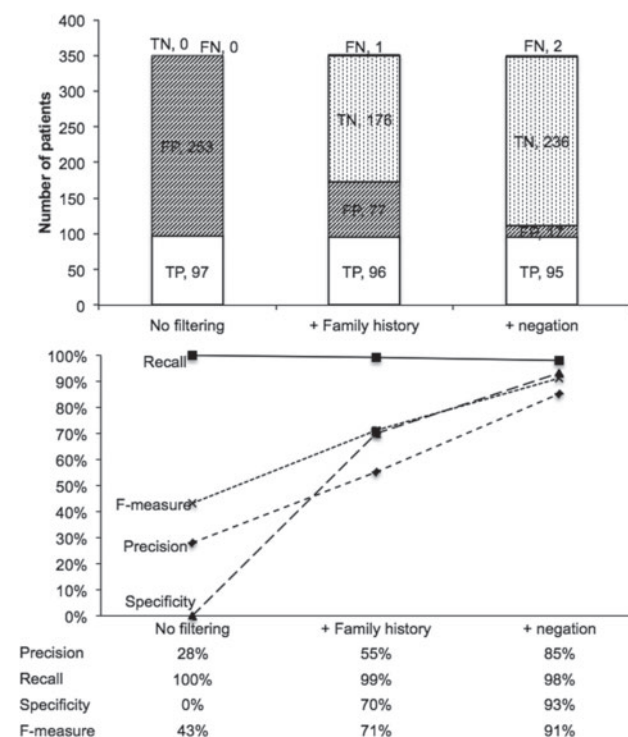 400
350
300
250
200
150
100
50
0
Number of patients
TN, 0 FN, 0
FP, 253
TP, 97
FN, 1
TN, 176
FP, 77
TP, 96
FN, 2
TN, 236
FP, 17
TP, 95
No filtering + Family history + negation
100%
90%
80%
70%
60%
50%
40%
30%
20%
10%
0%
Recall
F-measure
Precision
Specificity
No filtering + Family history + negation
Precision 28% 55% 85%
Recall 100% 99% 98%
Specificity 0% 70% 93%
F-measure 43% 71% 91%